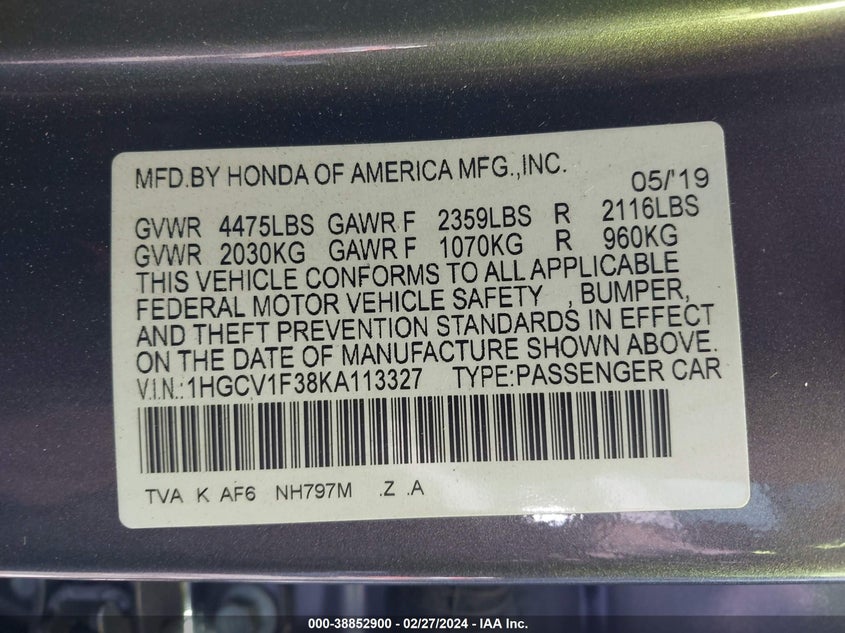 MFD.BY HONDA OF AMERICA MFG.,INC. 05/'19
GVWR 4475LBS GAWR F 2359LBS R 2116LBS
GVWR 2030KG GAWR F 1070KG R 960KG
THIS VEHICLE CONFORMS TO ALL APPLICABLE
FEDERAL MOTOR VEHICLE SAFETY , BUMPER,
AND THEFT PREVENTION STANDARDS IN EFFECT
ON THE DATE OF MANUFACTURE SHOWN ABOVE.
V.I.N.:1HGCV1F38KA113327 TYPE:PASSENGER CAR
TVA K AF6 NH797M .Z .A
000-38852900 - 02/27/2024 - IAA Inc.